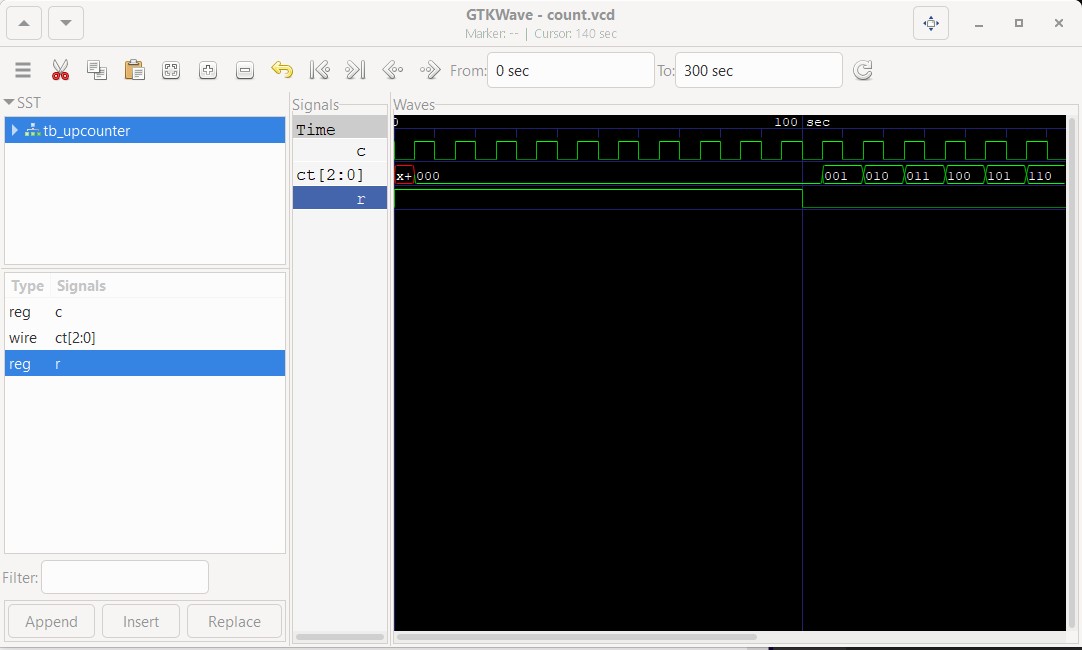 GTKWave - count.vcd
Marker: -- | Cursor: 140 sec
From: 0 sec To: 300 sec
SST
tb_upcounter
Type Signals
reg c
wire ct[2:0]
reg r
Filter:
Append Insert Replace
Signals
Time
c
ct[2:0]
r
Waves
0 100 sec
x+ 000 001 010 011 100 101 110